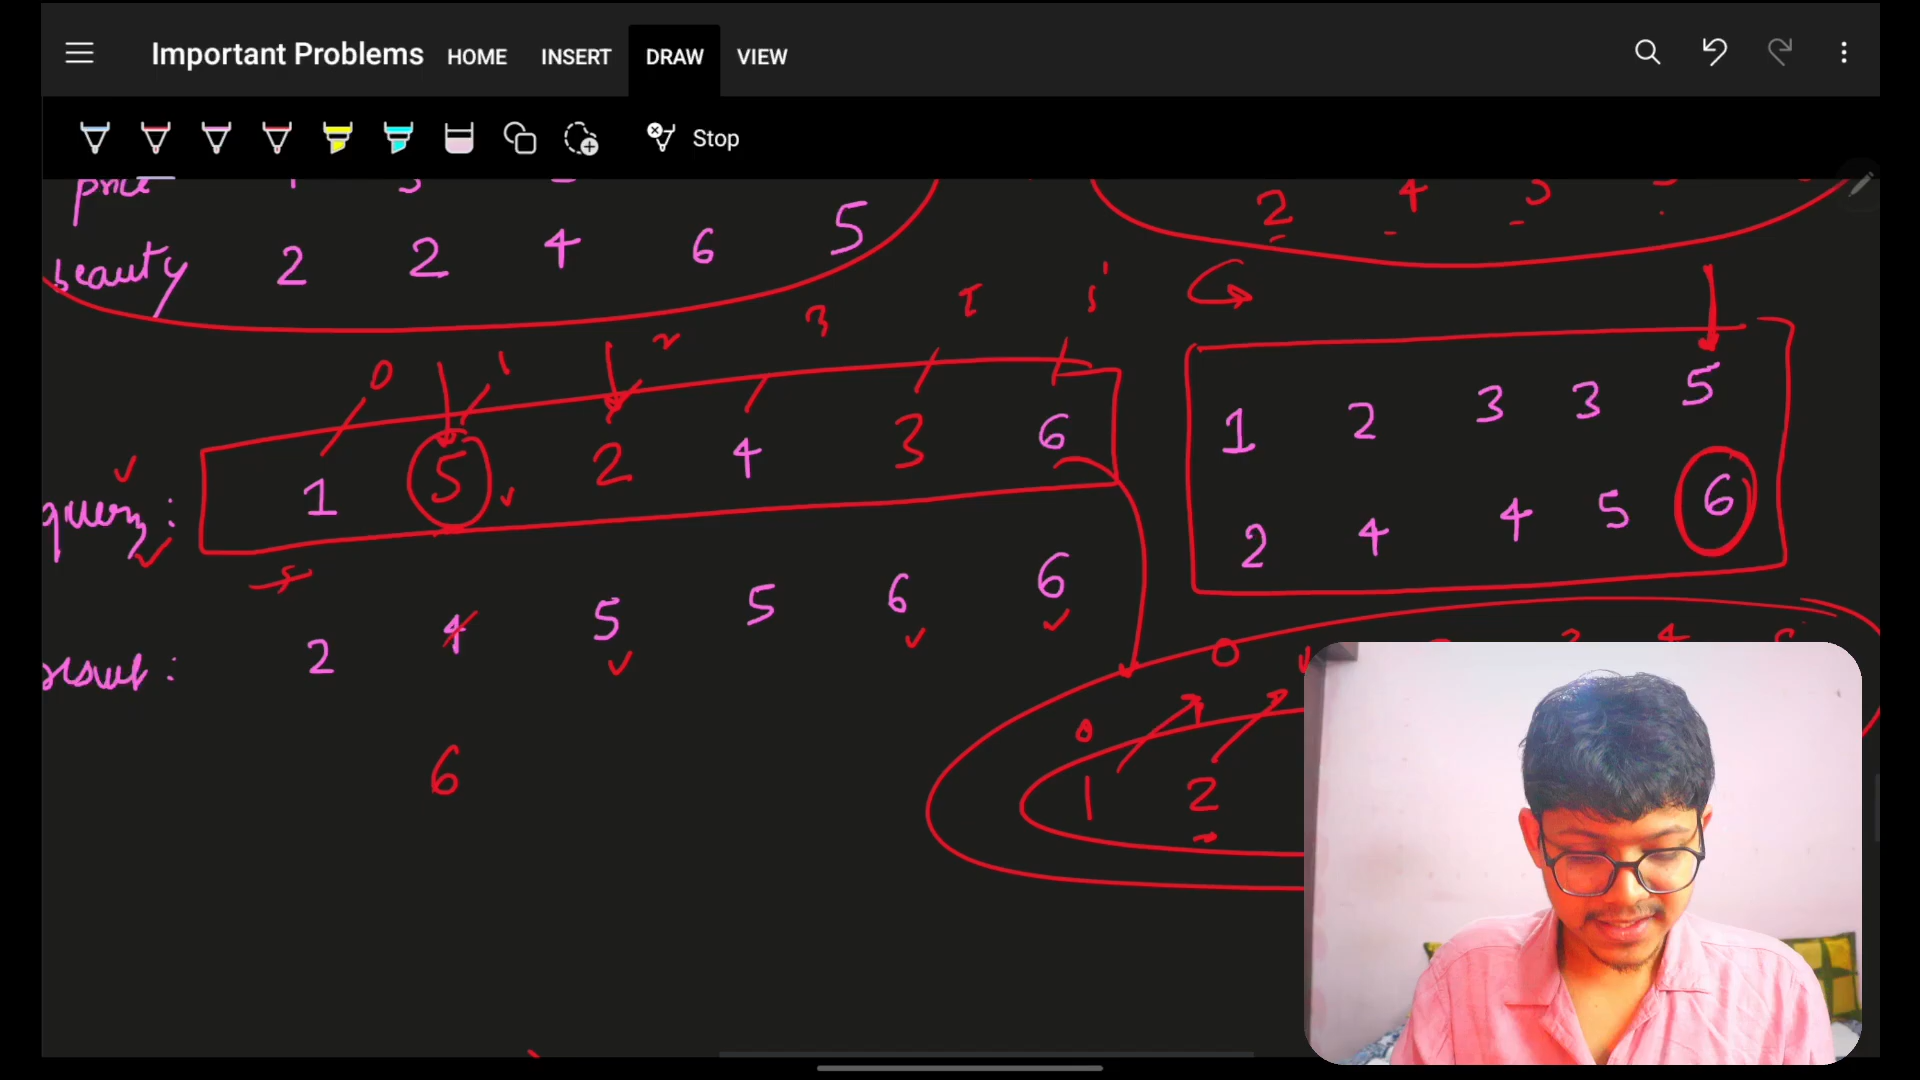 Important Problems HOME INSERT DRAW VIEW
Stop
price
beauty 2 2 4 6 5
2 4 3
0 1 2 3
query: 1 5 2 4 3 6
result: 2 4 5 5 6 6
6
1 2 3 3 5
2 4 4 5 6
0
0
1 2